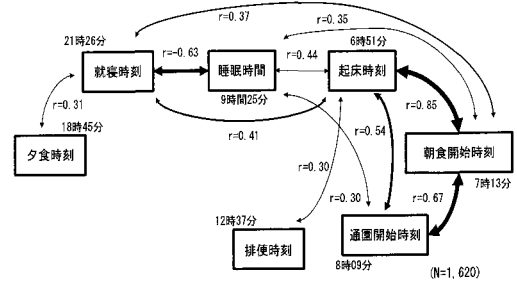 r=0.37
r=0.35
21時26分
6時51分
就寝時刻
r=-0.63
睡眠時間
r=0.44
起床時刻
9時間25分
r=0.31
r=0.85
18時45分
r=0.41
r=0.54
夕食時刻
朝食開始時刻
r=0.30
7時13分
12時37分
r=0.30
r=0.67
排便時刻
通園開始時刻
8時09分
(N=1,620)